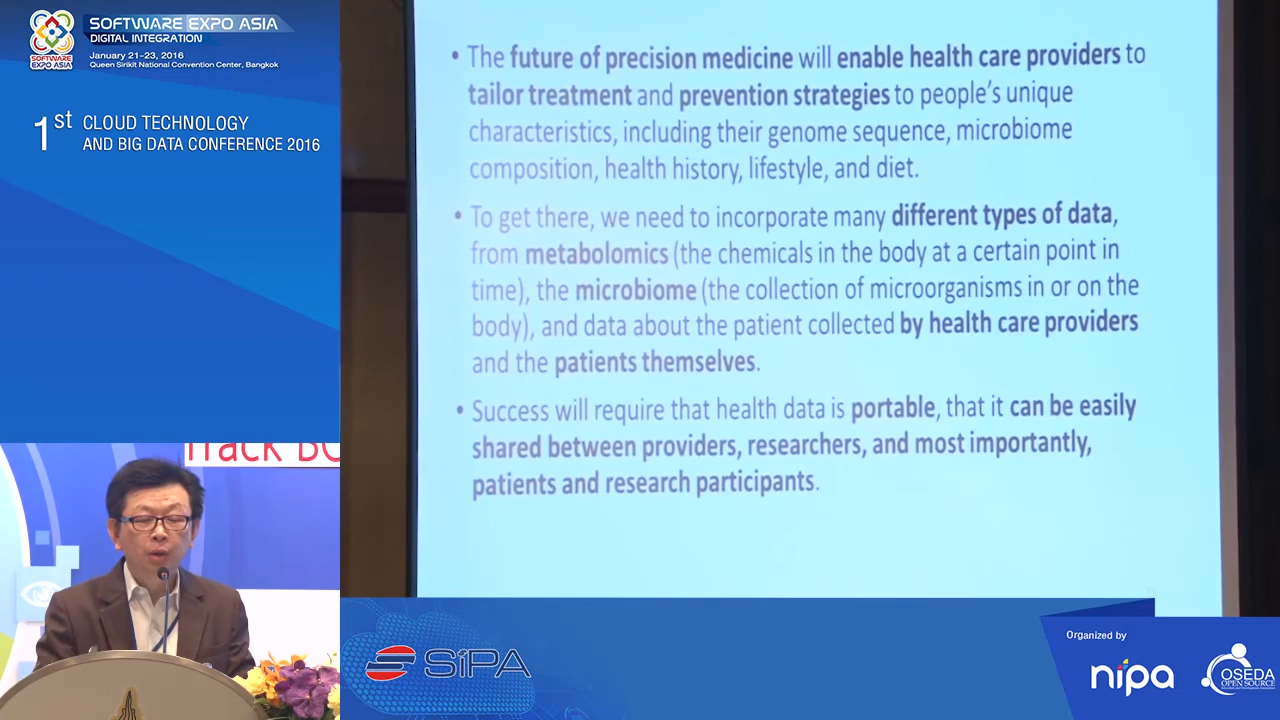 SOFTWARE EXPO ASIA
DIGITAL INTEGRATION
January 21-23, 2016
Queen Sirikit National Convention Center, Bangkok
SOFTWARE
EXPO ASIA
1st CLOUD TECHNOLOGY
AND BIG DATA CONFERENCE 2016
• The future of precision medicine will enable health care providers to
tailor treatment and prevention strategies to people's unique
characteristics, including their genome sequence, microbiome
composition, health history, lifestyle, and diet.
• To get there, we need to incorporate many different types of data,
from metabolomics (the chemicals in the body at a certain point in
time), the microbiome (the collection of microorganisms in or on the
body), and data about the patient collected by health care providers
and the patients themselves.
• Success will require that health data is portable, that it can be easily
shared between providers, researchers, and most importantly,
patients and research participants.
Track
SiPA
Organized by
nipa
OSEDA
OPEN SOURCE